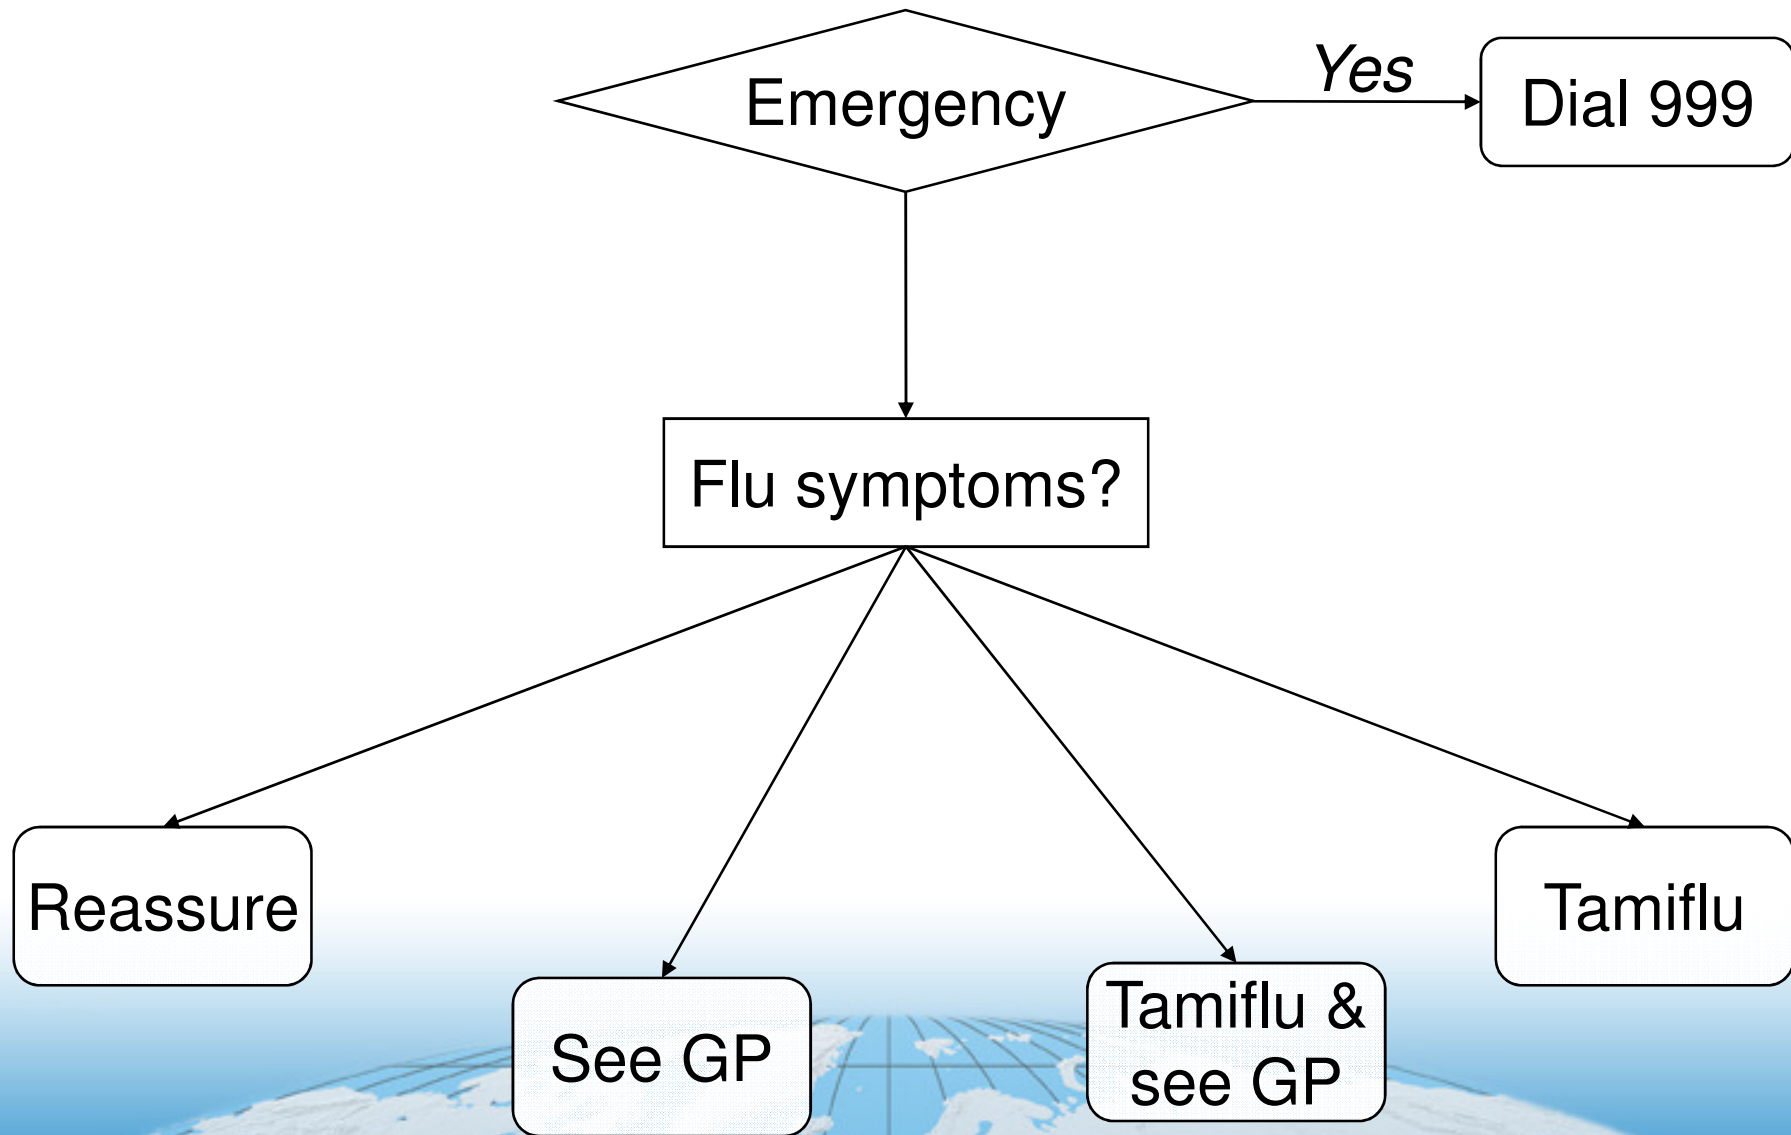 Emergency
Yes
Dial 999
Flu symptoms?
Reassure
See GP
Tamiflu &
see GP
Tamiflu